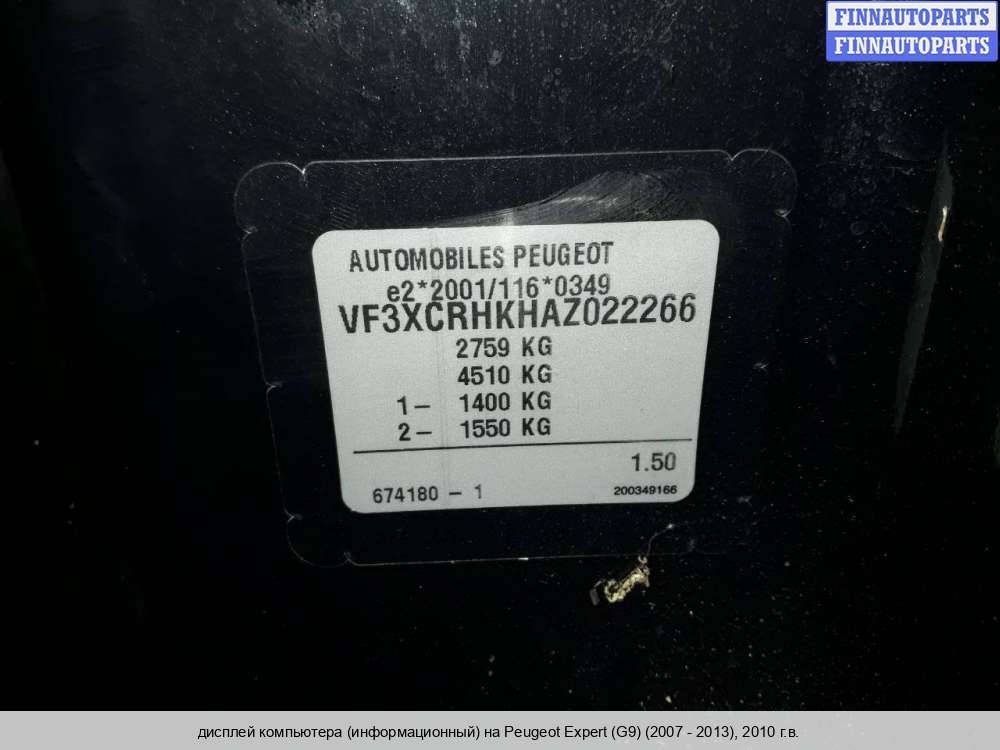 FINNAUTOPARTS
FINNAUTOPARTS
AUTOMOBILES PEUGEOT
e2*2001/116*0349
VF3XCRHKHAZ022266
2759 KG
4510 KG
1– 1400 KG
2– 1550 KG
1.50
674180 – 1 200349166
дисплей компьютера (информационный) на Peugeot Expert (G9) (2007 - 2013), 2010 г.в.